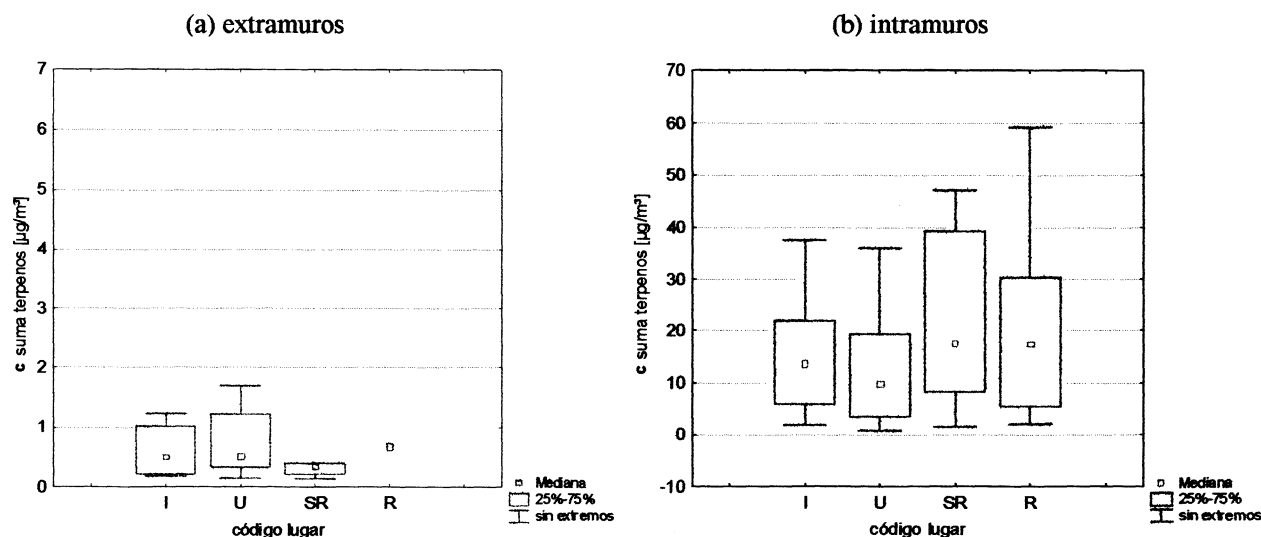 (a) extramuros
7
6
5
4
3
2
1
0
c suma terpenos [µg/m³]
I U SR R
código lugar
Mediana
25%-75%
sin extremos
(b) intramuros
70
60
50
40
30
20
10
0
-10
c suma terpenos [µg/m³]
I U SR R
código lugar
Mediana
25%-75%
sin extremos